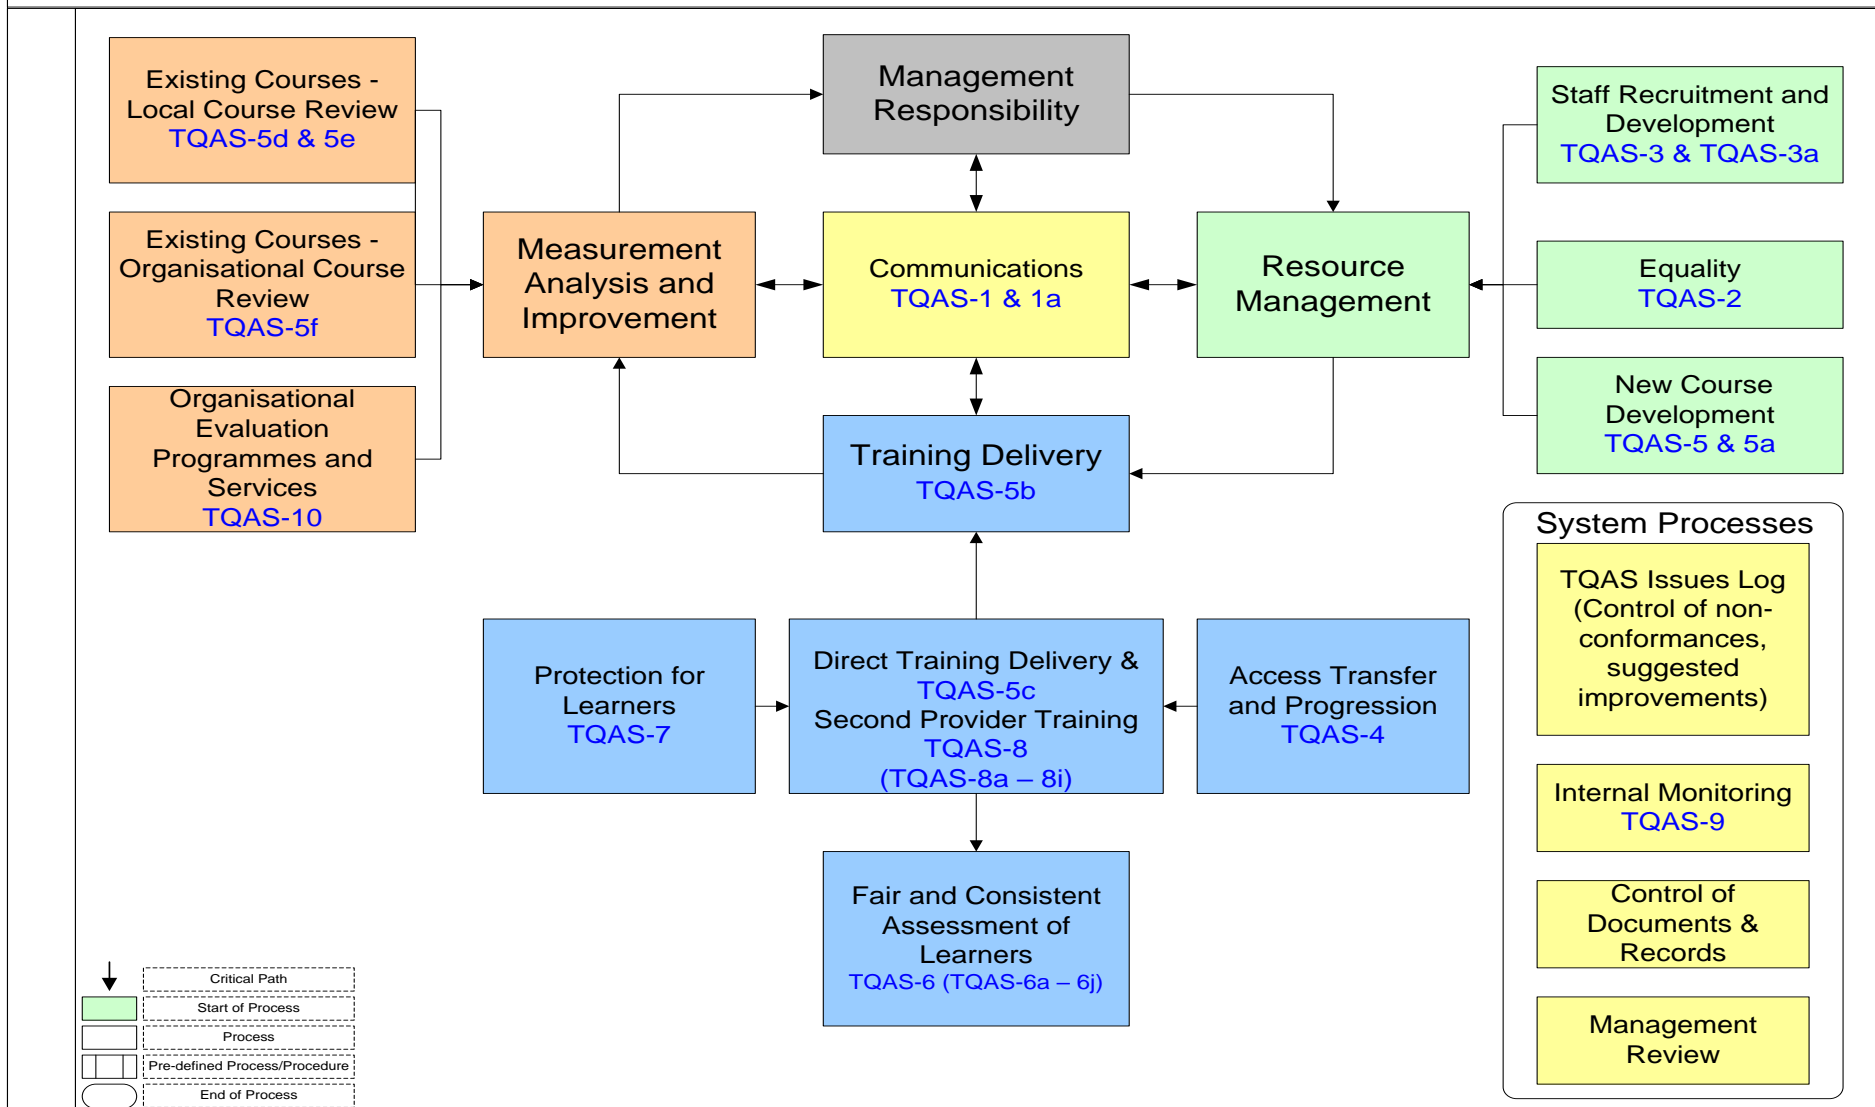 Existing Courses -
Local Course Review
TQAS-5d & 5e
Management
Responsibility
Staff Recruitment and
Development
TQAS-3 & TQAS-3a
Existing Courses -
Organisational Course
Review
TQAS-5f
Measurement
Analysis and
Improvement
Communications
TQAS-1 & 1a
Resource
Management
Equality
TQAS-2
Organisational
Evaluation
Programmes and
Services
TQAS-10
Training Delivery
TQAS-5b
New Course
Development
TQAS-5 & 5a
System Processes
TQAS Issues Log
(Control of non-
conformances,
suggested
improvements)
Protection for
Learners
TQAS-7
Direct Training Delivery &
TQAS-5c
Second Provider Training
TQAS-8
(TQAS-8a – 8i)
Access Transfer
and Progression
TQAS-4
Internal Monitoring
TQAS-9
Fair and Consistent
Assessment of
Learners
TQAS-6 (TQAS-6a – 6j)
Control of
Documents &
Records
Management
Review
Critical Path
Start of Process
Process
Pre-defined Process/Procedure
End of Process